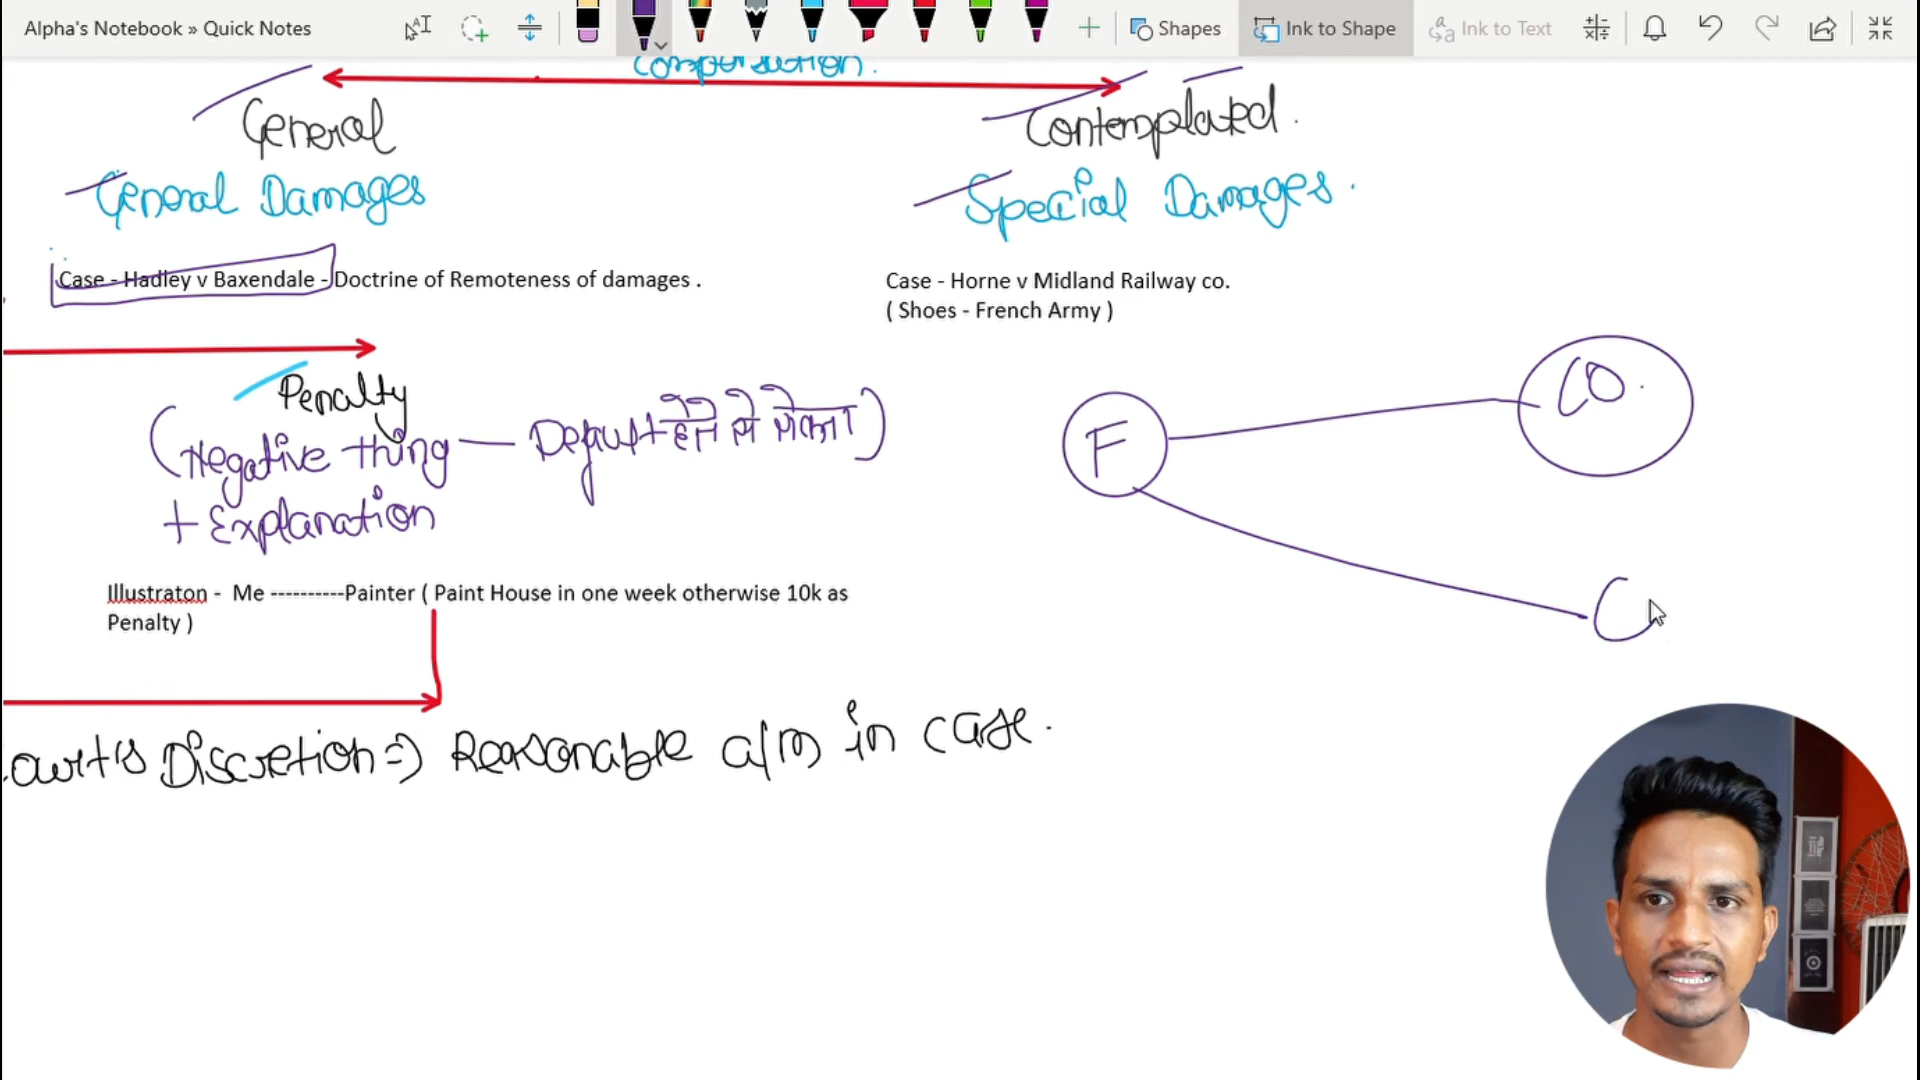 Alpha's Notebook » Quick Notes
Shapes
Ink to Shape
Ink to Text
General
Contemplated.
General Damages
Special Damages.
Case - Hadley v Baxendale - Doctrine of Remoteness of damages .
Case - Horne v Midland Railway co.
( Shoes - French Army )
Penalty
(Negative thing — Default देने से रोकना)
+ Explanation
F
CO.
C
Illustraton - Me ----------Painter ( Paint House in one week otherwise 10k as
Penalty )
Discretion => Reasonable a/m in case.